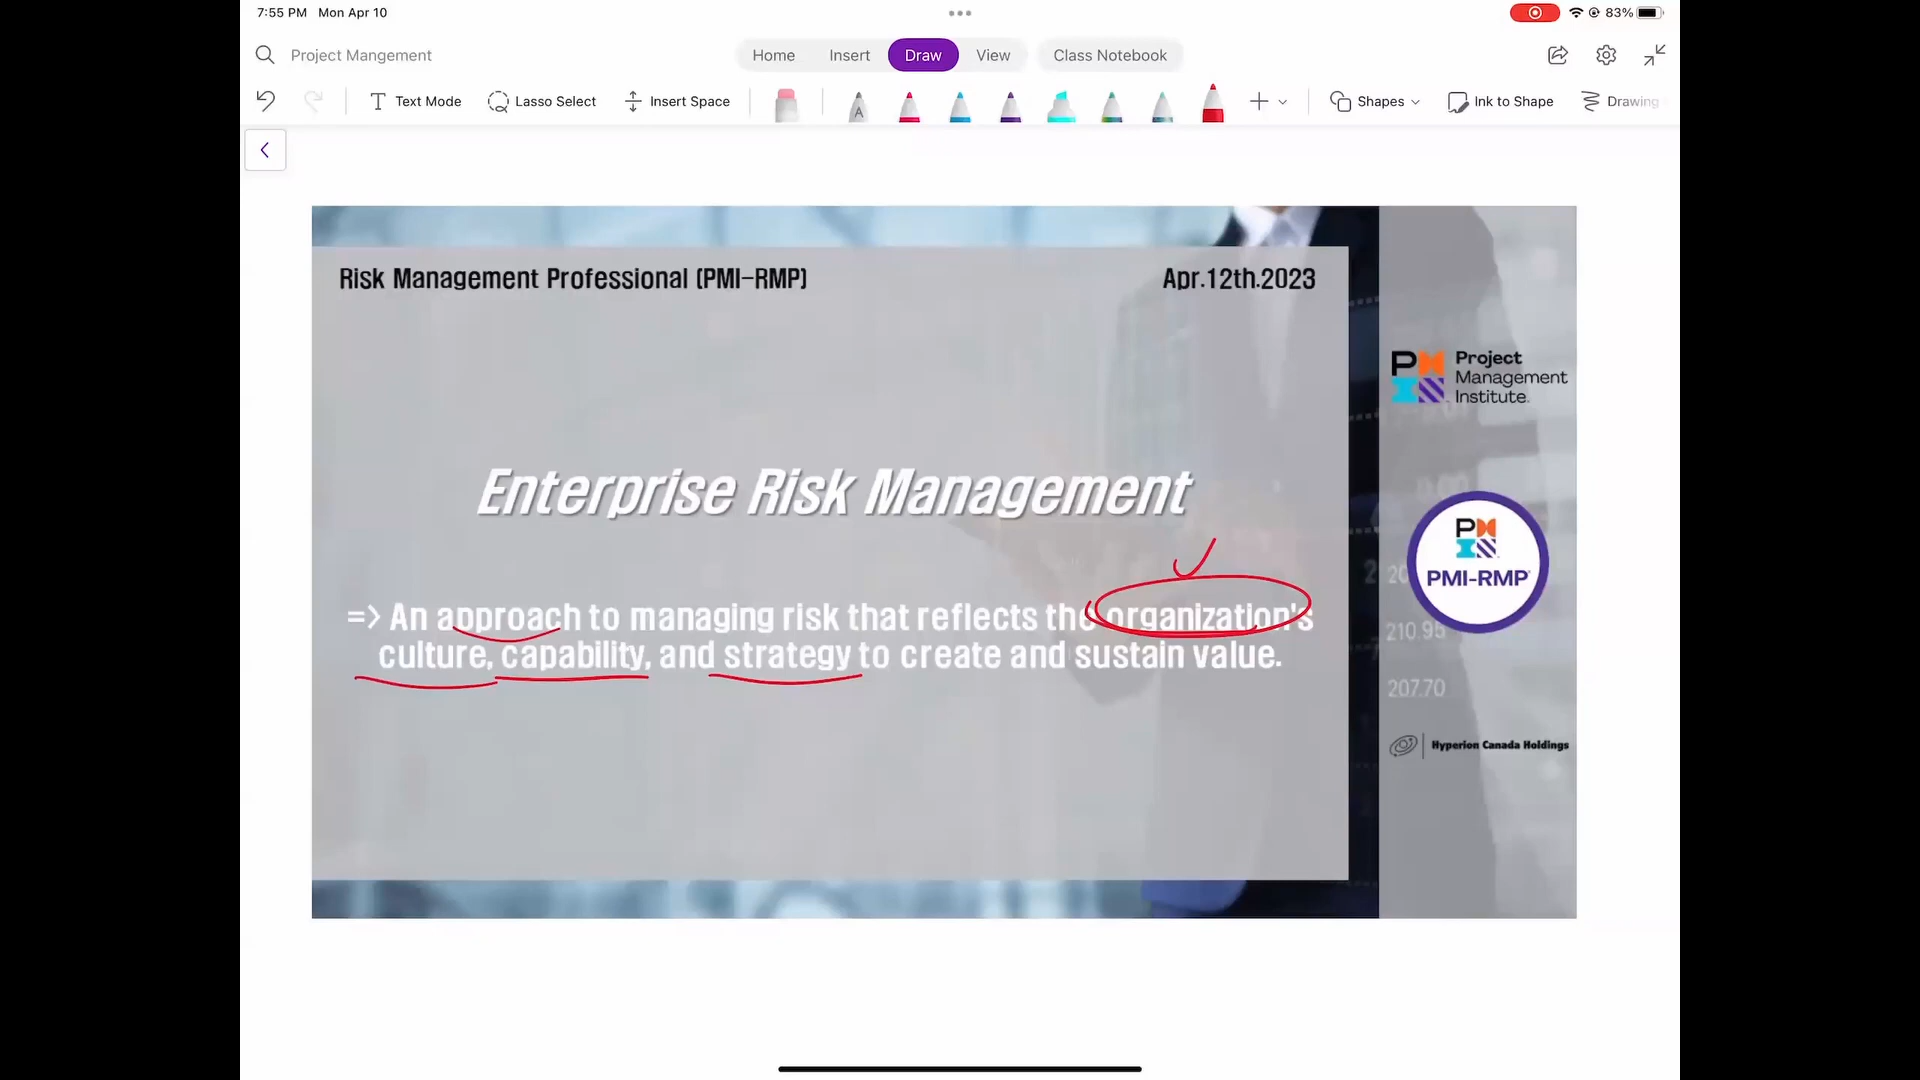 7:55 PM Mon Apr 10
83%
Project Mangement
Home Insert Draw View Class Notebook
Text Mode Lasso Select Insert Space A Shapes Ink to Shape Drawing
Risk Management Professional (PMI-RMP) Apr.12th.2023
Project
Management
Institute.
Enterprise Risk Management
PMI-RMP
=> An approach to managing risk that reflects the organization's
culture, capability, and strategy to create and sustain value.
210.95
207.70
Hyperion Canada Holdings